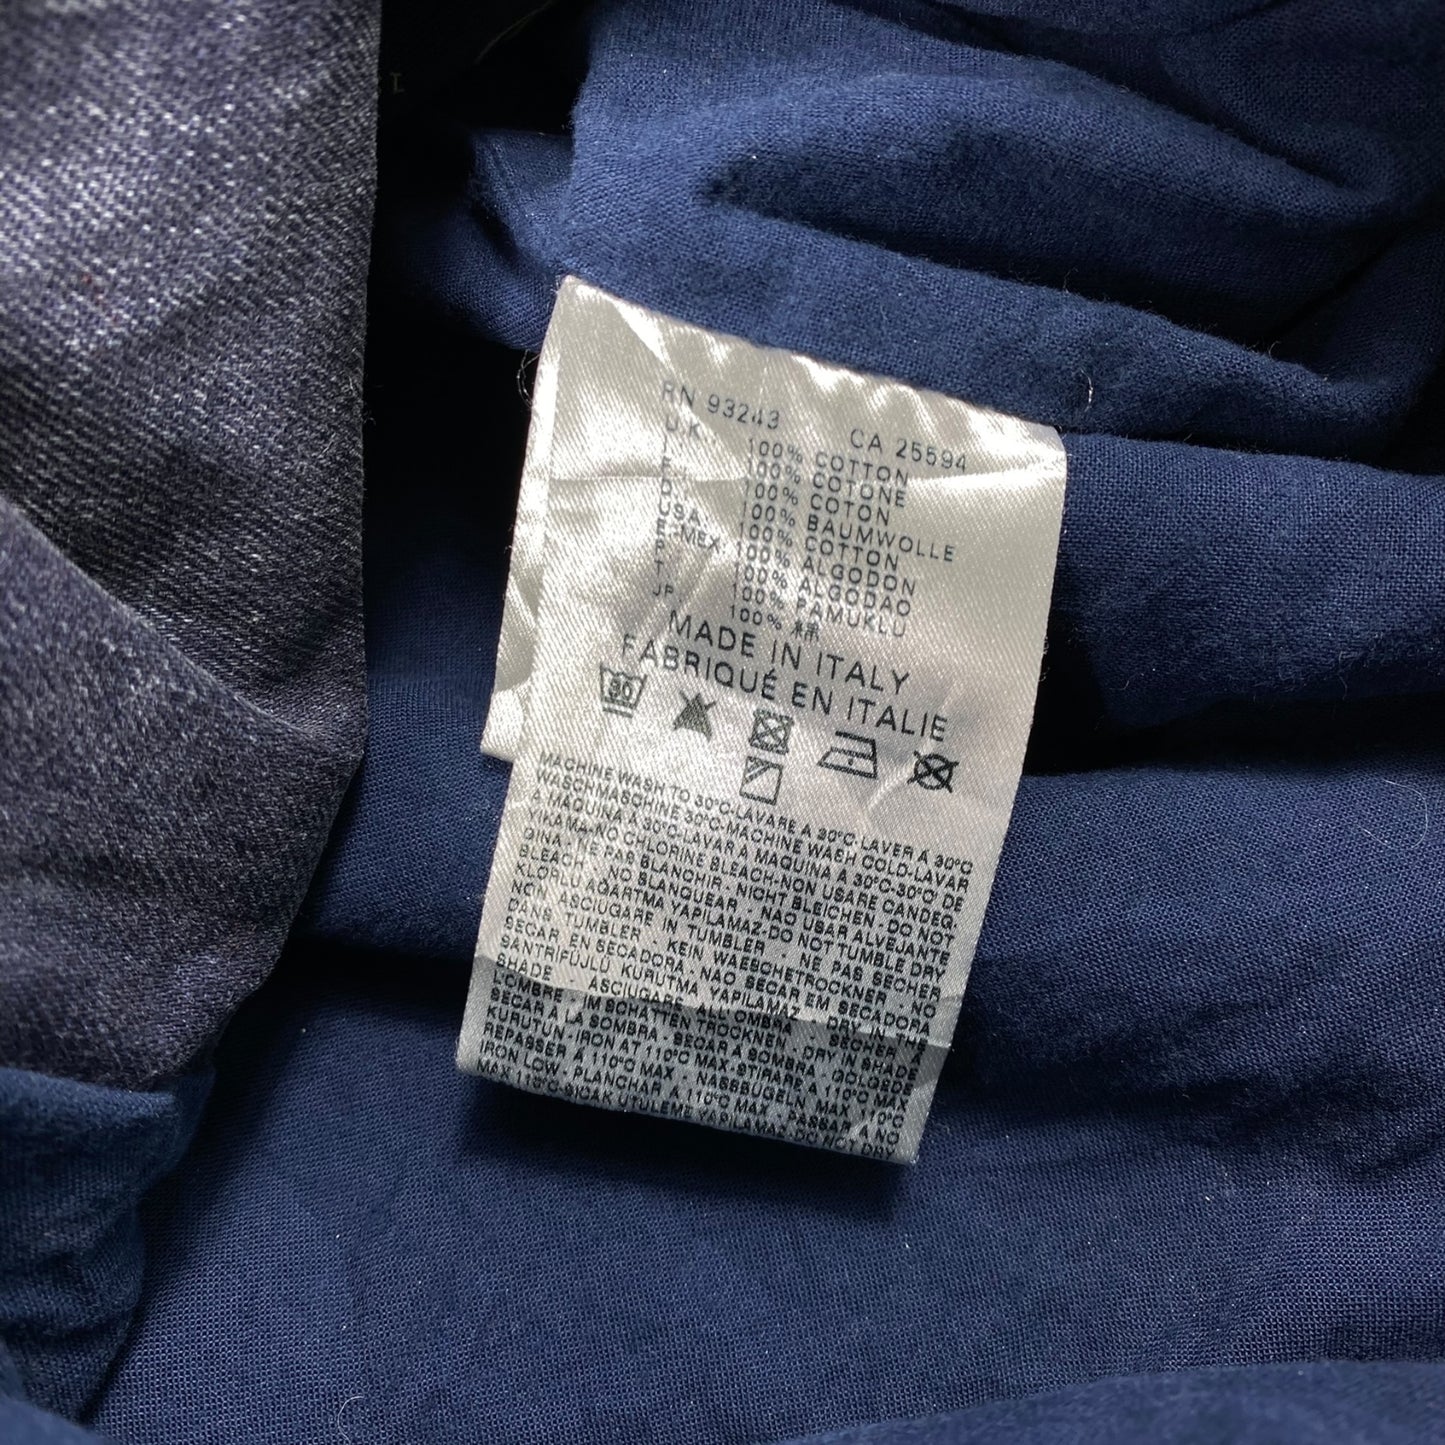 RN 93243 CA 25594
U.K. 100% COTTON
100% COTONE
100% COTON
100% BAUMWOLLE
USA 100% COTTON
E-MEX 100% ALGODON
P 100% ALGODAO
T 100% PAMUKLU
JP 100% 綿
MADE IN ITALY
FABRIQUÉ EN ITALIE
30
MACHINE WASH TO 30°C-LAVARE A 30°C-LAVER A 30°C
WASCHMASCHINE 30°C-MACHINE WASH COLD-LAVAR
A MAQUINA A 30°C-LAVAR A MAQUINA A 30°C-30°C' DE
YIKAMA-NO CHLORINE BLEACH-NON USARE CANDEG.
GINA - NE PAS BLANCHIR - NICHT BLEICHEN - DO NOT
BLEACH - NO BLANQUEAR - NAO USAR ALVEJANTE
KLORLU AGARTMA YAPILAMAZ-DO NOT TUMBLE DRY
NON ASCIUGARE IN TUMBLER - NE PAS SECHER
DANS TUMBLER - KEIN WAESCHETROCKNER - NO
SECAR EN SECADORA - NAO SECAR EM SECADORA
SANTRIFUJLU KURUTMA YAPILAMAZ - DRY IN THE
SHADE - ASCIUGARE ALL'OMBRA - SECHER A
L'OMBRE - IM SCHATTEN TROCKNEN - DRY IN SHADE
SECAR A LA SOMBRA - SECAR A SOMBRA - GOLGEDE
KURUTUN-IRON AT 110°C MAX-STIRARE A 110°C MAX
REPASSER A 110°C MAX - NASSBUGELN MAX 110°C
IRON LOW PLANCHAR A 110°C MAX PASSAR A
MAX 110°C-SICAK UTULEME YAPILAMAZ-DO NOT DRY